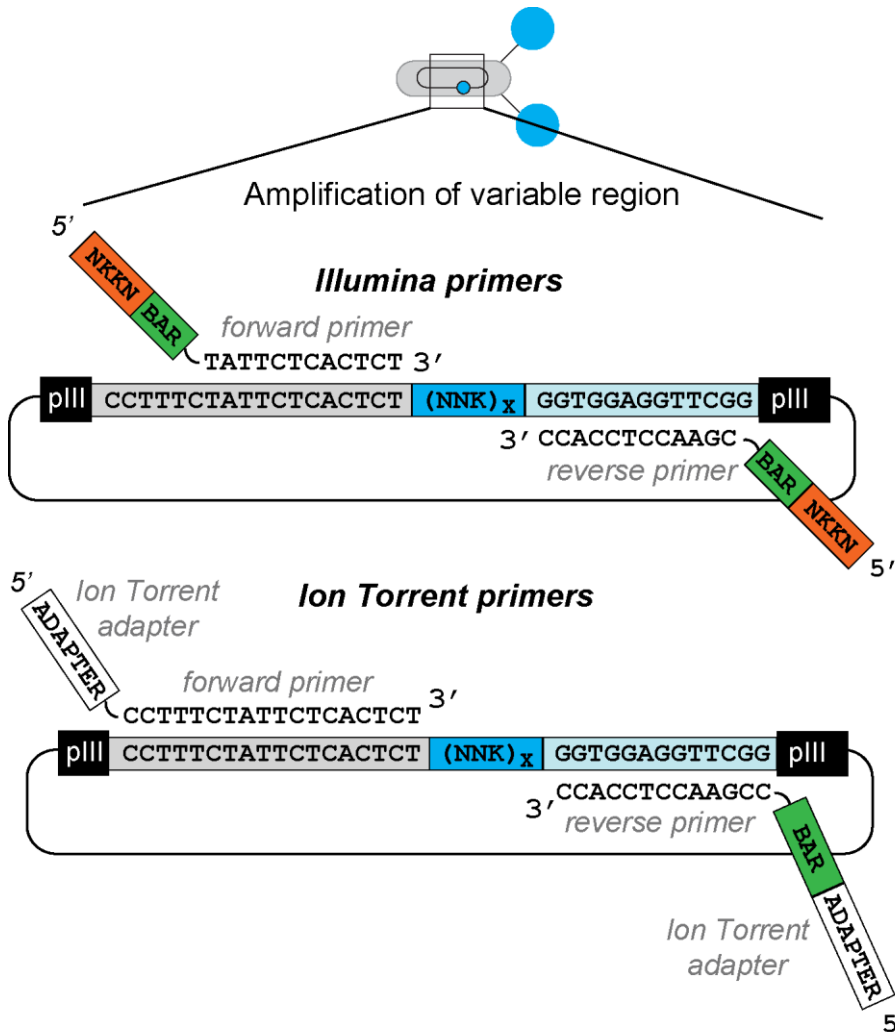 Amplification of variable region
5’
NKKN BAR
Illumina primers
forward primer
TATTCTCACTCT 3’
pIII CCTTTCTATTCTCACTCT (NNK)x GGTGGAGGTTCGG pIII
3’ CCACCTCCAAGC
reverse primer
BAR NKKN
5’
5’
ADAPTER
Ion Torrent
adapter
Ion Torrent primers
forward primer
CCTTTCTATTCTCACTCT 3’
pIII CCTTTCTATTCTCACTCT (NNK)x GGTGGAGGTTCGG pIII
3’ CCACCTCCAAGCC
reverse primer
BAR ADAPTER
Ion Torrent
adapter
5